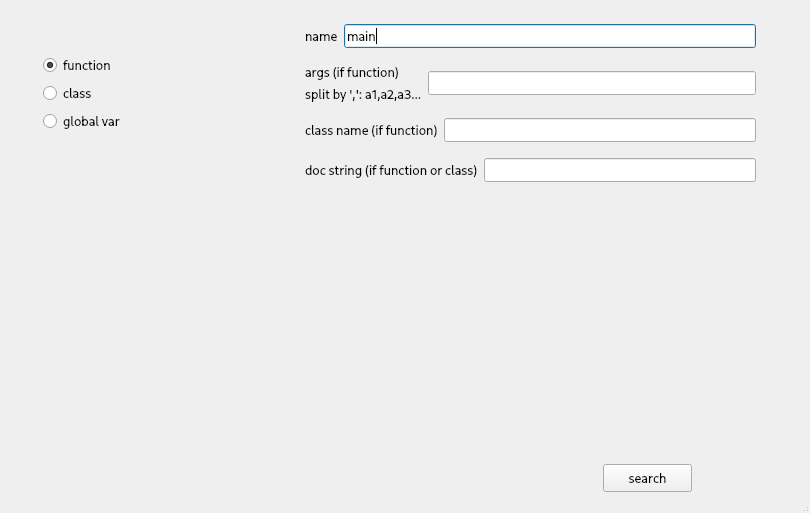 name main
function
args (if function)
split by ',': a1,a2,a3...
class
global var
class name (if function)
doc string (if function or class)
search